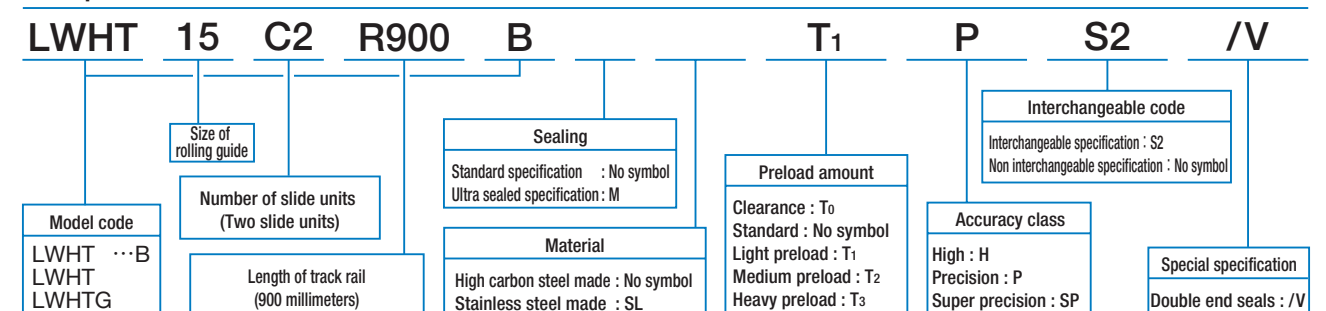 LWHT 15 C2 R900 B T1 P S2 /V
Interchangeable code
Interchangeable specification : S2
Non interchangeable specification : No symbol
Size of
rolling guide
Sealing
Standard specification : No symbol
Ultra sealed specification : M
Preload amount
Clearance : T0
Standard : No symbol
Light preload : T1
Medium preload : T2
Heavy preload : T3
Number of slide units
(Two slide units)
Model code
LWHT …B
LWHT
LWHTG
Accuracy class
High : H
Precision : P
Super precision : SP
Material
High carbon steel made : No symbol
Stainless steel made : SL
Length of track rail
(900 millimeters)
Special specification
Double end seals : /V